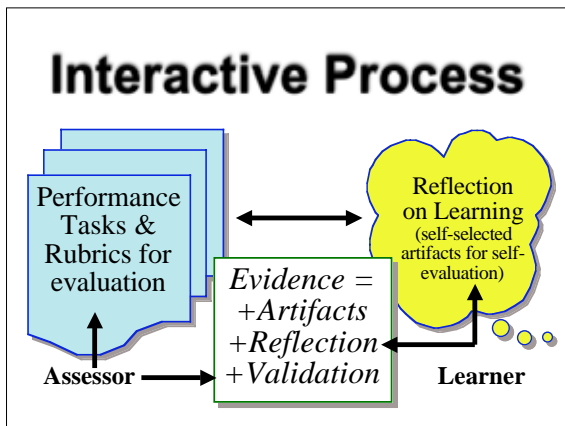 Interactive Process
Performance
Tasks &
Rubrics for
evaluation
Reflection
on Learning
(self-selected
artifacts for self-
evaluation)
Evidence =
+Artifacts
+Reflection
+Validation
Assessor
Learner